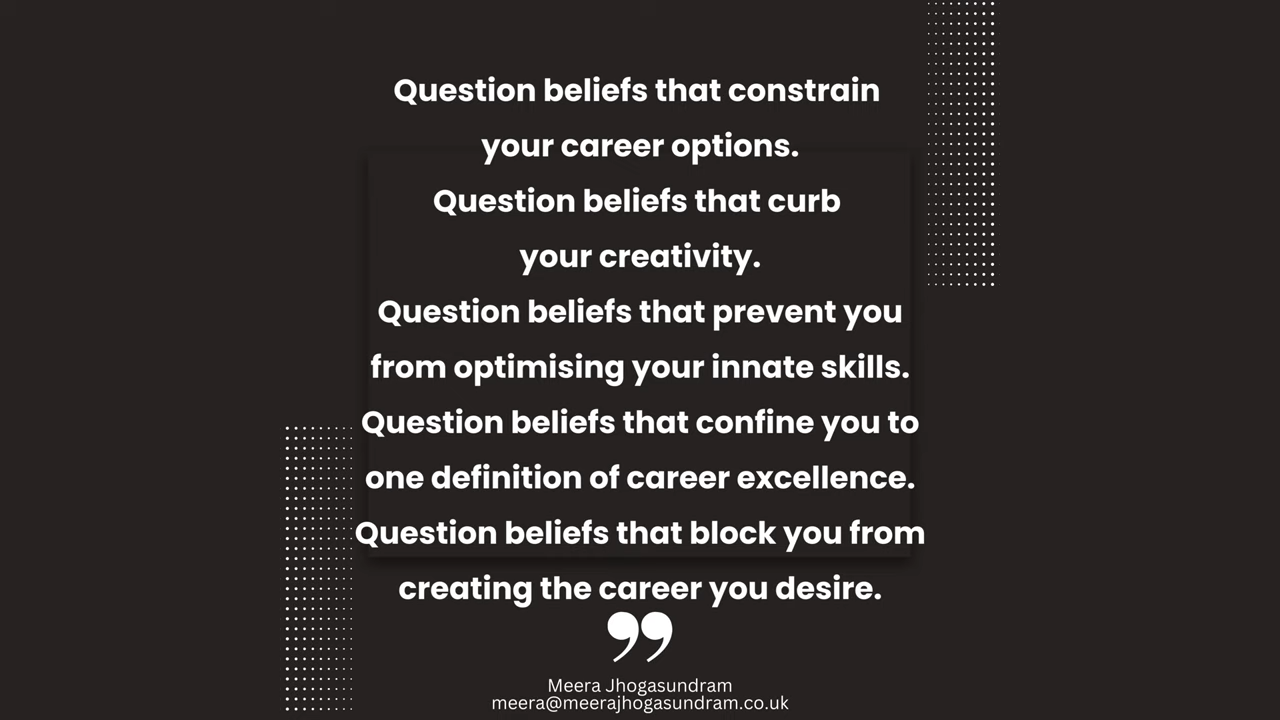 Question beliefs that constrain
your career options.
Question beliefs that curb
your creativity.
Question beliefs that prevent you
from optimising your innate skills.
Question beliefs that confine you to
one definition of career excellence.
Question beliefs that block you from
creating the career you desire.
”
Meera Jhogasundram
meera@meerajhogasundram.co.uk